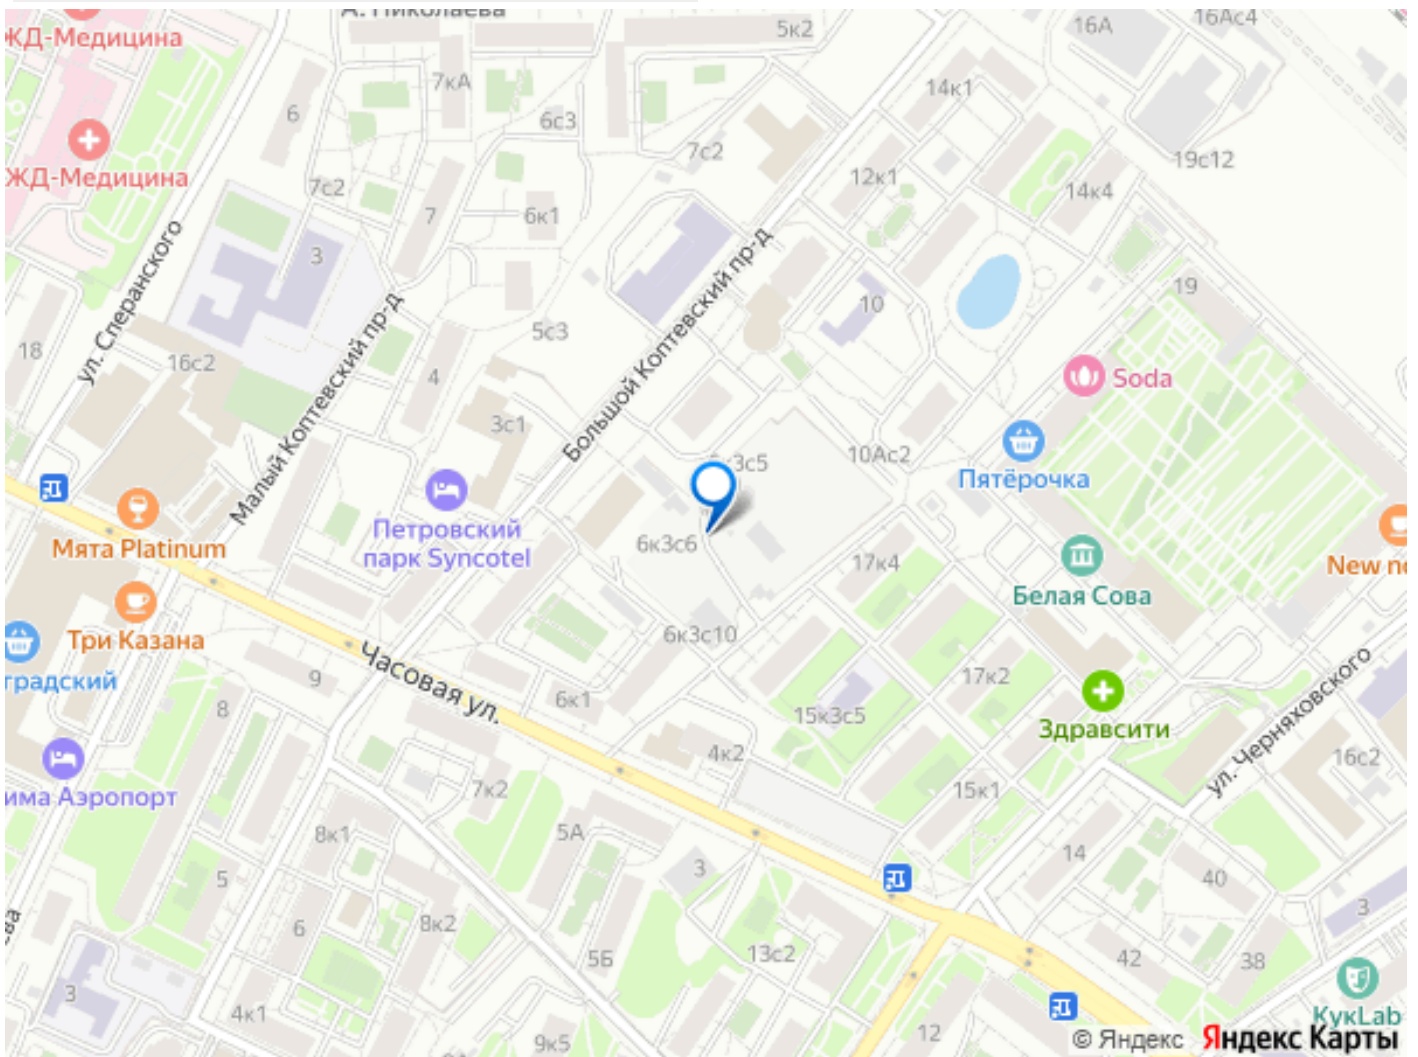 А. Николаева
5к2
16А
16Ас4
ЖД-Медицина
7кА
14к1
6
6с3
7с2
19с12
ЖД-Медицина
7с2
12к1
14к4
7
6к1
ул. Сперанского
3
Большой Коптевский пр-д
19
10
Малый Коптевский пр-д
5с3
18
16с2
4
Soda
3с1
10Ас2
Пятёрочка
Петровский
парк Syncotel
6к3с6
Мята Platinum
17к4
New
Белая Сова
Три Казана
6к3с10
градский
9
Часовая ул.
6к1
17к2
8
15к3с5
Здравсити
ул. Черняховского
4к2
16с2
има Аэропорт
7к2
15к1
8к1
5А
14
3
5
40
3
6
8к2
13с2
5Б
42
38
3
4к1
9к5
12
КукLab
© Яндекс
Яндекс Карты